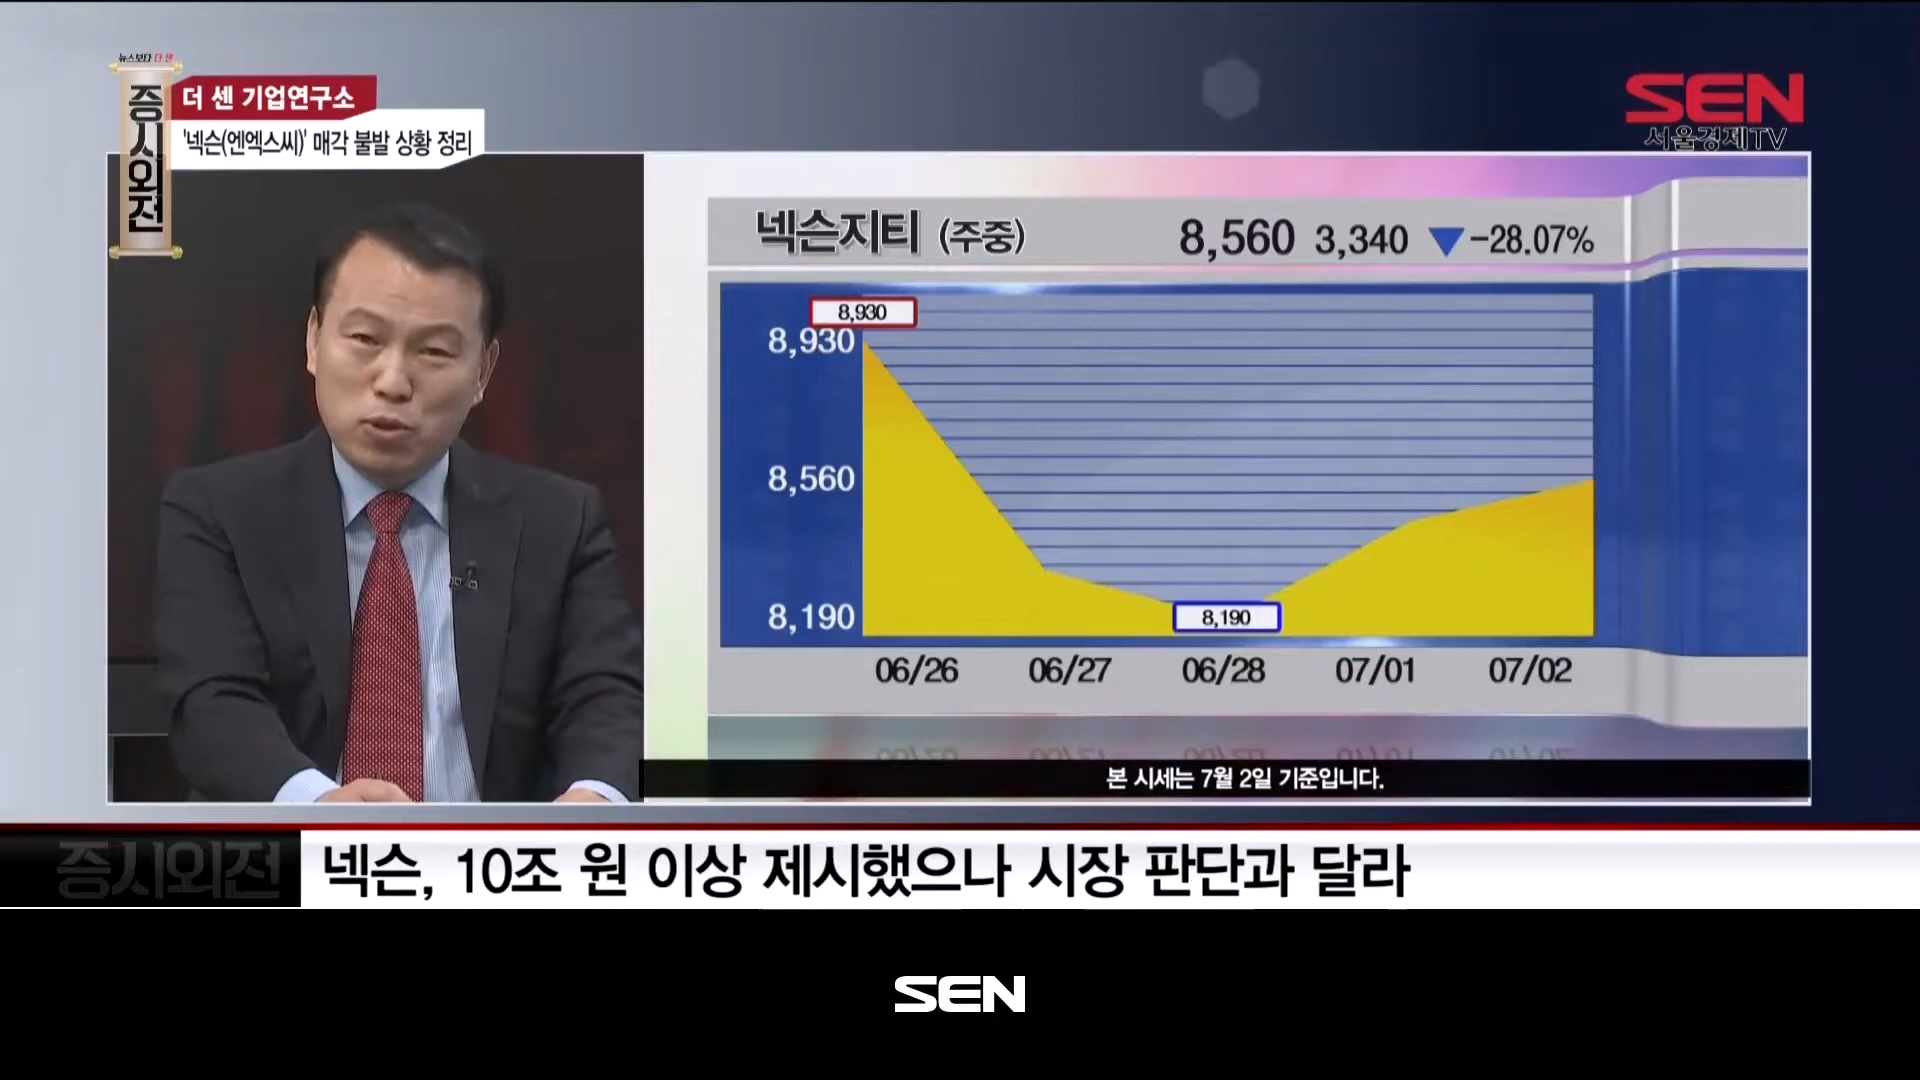 뉴스보다 더 센
증시외전
더 센 기업연구소
'넥슨(엔엑스씨)' 매각 불발 상황 정리
SEN
서울경제TV
넥슨지티 (주중) 8,560 3,340 ▼-28.07%
8,930
8,930
8,560
8,190
8,190
06/26 06/27 06/28 07/01 07/02
본 시세는 7월 2일 기준입니다.
증시외전
넥슨, 10조 원 이상 제시했으나 시장 판단과 달라
SEN